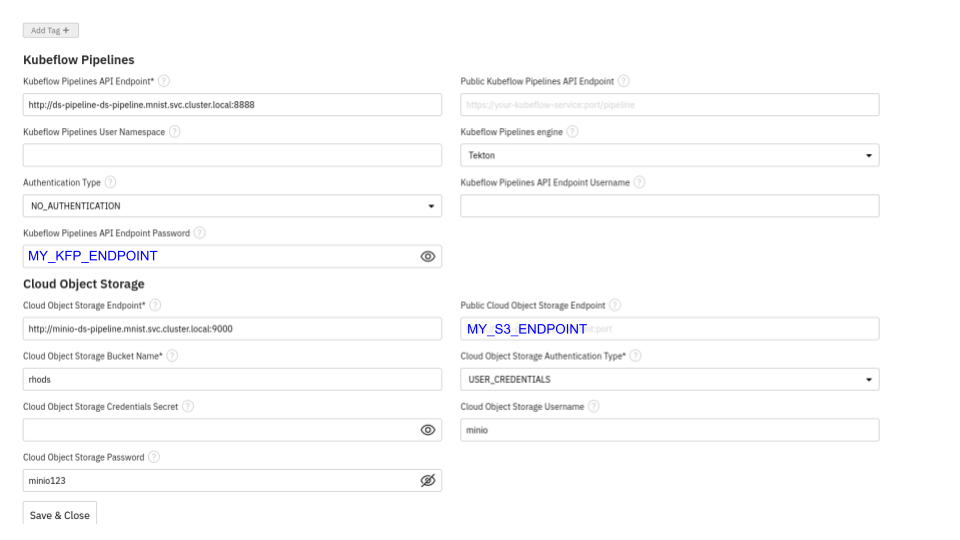 Add Tag +
Kubeflow Pipelines
Kubeflow Pipelines API Endpoint* ?
Public Kubeflow Pipelines API Endpoint ?
http://ds-pipeline-ds-pipeline.mnist.svc.cluster.local:8888
https://your-kubeflow-service:port/pipeline
Kubeflow Pipelines User Namespace ?
Kubeflow Pipelines engine ?
Tekton
Authentication Type ?
Kubeflow Pipelines API Endpoint Username ?
NO_AUTHENTICATION
Kubeflow Pipelines API Endpoint Password ?
MY_KFP_ENDPOINT
Cloud Object Storage
Cloud Object Storage Endpoint* ?
Public Cloud Object Storage Endpoint ?
http://minio-ds-pipeline.mnist.svc.cluster.local:9000
MY_S3_ENDPOINT
Cloud Object Storage Bucket Name* ?
Cloud Object Storage Authentication Type* ?
rhods
USER_CREDENTIALS
Cloud Object Storage Credentials Secret ?
Cloud Object Storage Username ?
minio
Cloud Object Storage Password ?
minio123
Save & Close